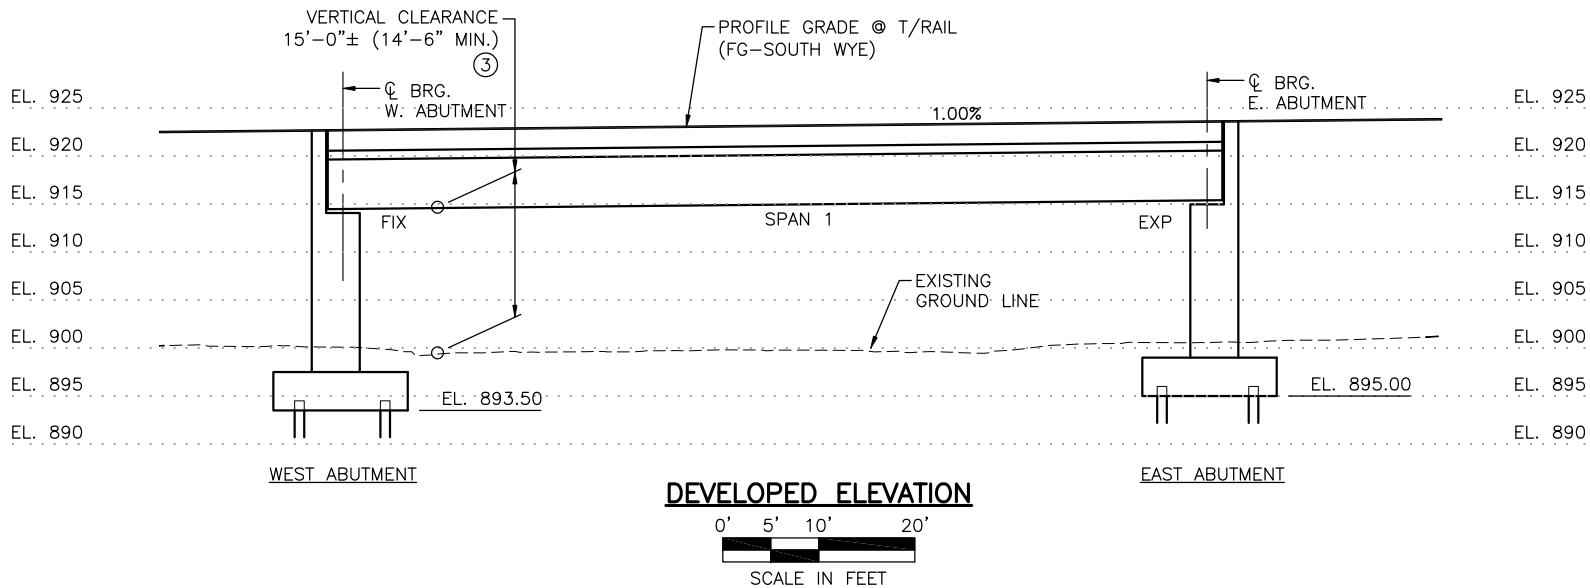 VERTICAL CLEARANCE
15'-0"± (14'-6" MIN.)
3
PROFILE GRADE @ T/RAIL
(FG-SOUTH WYE)
℄ BRG.
W. ABUTMENT
℄ BRG.
E. ABUTMENT
1.00%
EL. 925
EL. 925
EL. 920
EL. 920
EL. 915
EL. 915
FIX
SPAN 1
EXP
EL. 910
EL. 910
EL. 905
EL. 905
EXISTING
GROUND LINE
EL. 900
EL. 900
EL. 895
EL. 895
EL. 893.50
EL. 895.00
EL. 890
EL. 890
WEST ABUTMENT
EAST ABUTMENT
DEVELOPED ELEVATION
0' 5' 10' 20'
SCALE IN FEET